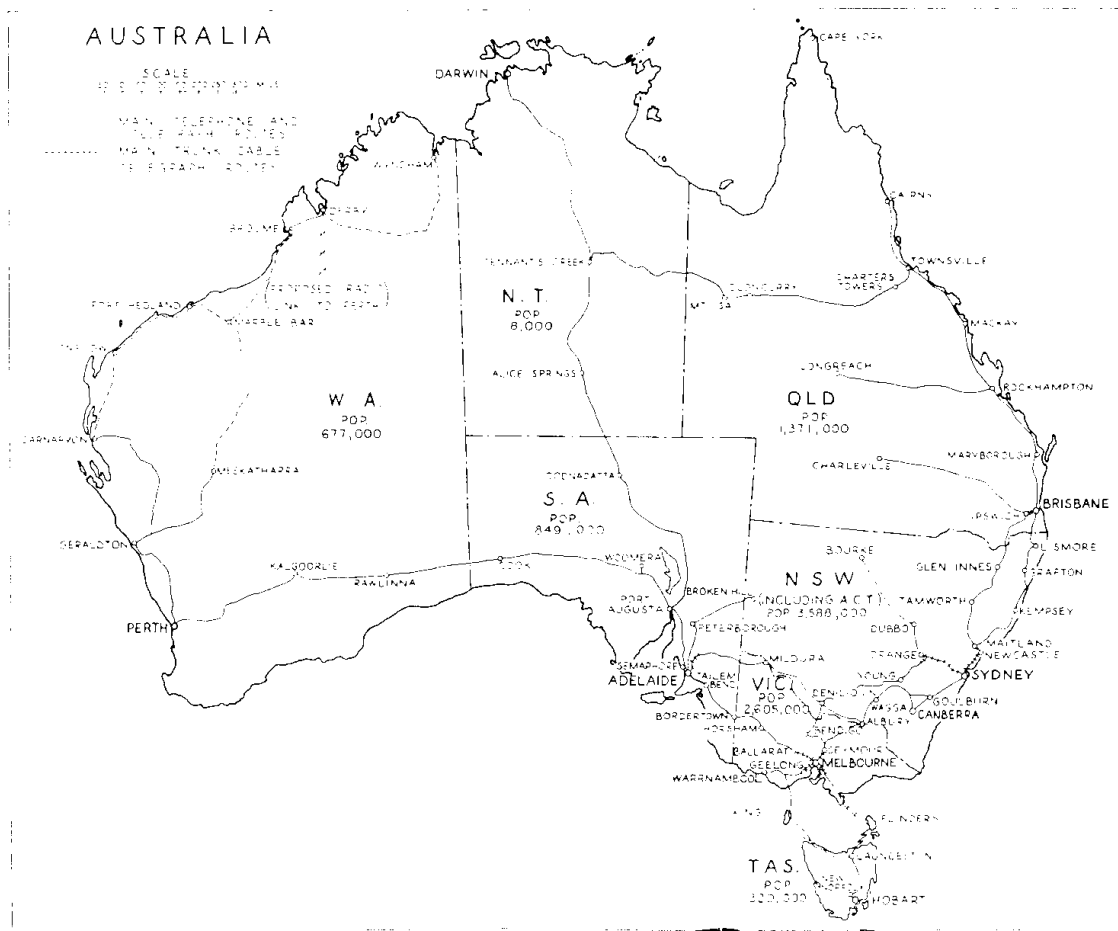 AUSTRALIA
SCALE
MAIN TELEPHONE AND
TELEGRAPH ROUTES
MAIN TRUNK CABLE
TELEGRAPH ROUTES
CAPE YORK
DARWIN
WYNDHAM
DERBY
BROOME
CAIRNS
TENNANTS CREEK
TOWNSVILLE
CHARTERS
TOWERS
CLONCURRY
MT ISA
(PROPOSED RADIO
LINK TO PERTH)
PORT HEDLAND
MARBLE BAR
N.T.
POP
8,000
MACKAY
ONSLOW
ALICE SPRINGS
LONGREACH
ROCKHAMPTON
W A.
POP
677,000
QLD
POP
1,371,000
CARNARVON
MEEKATHARRA
MARYBOROUGH
CHARLEVILLE
OODNADATTA
S. A.
POP
849,000
BRISBANE
IPSWICH
GERALDTON
LISMORE
BOURKE
WOOMERA
COOK
KALGOORLIE
RAWLINNA
GLEN INNES
GRAFTON
N S W
(INCLUDING A.C.T)
POP 3,588,000
BROKEN H
PORT
AUGUSTA
TAMWORTH
KEMPSEY
PERTH
PETERBOROUGH
DUBBO
MAITLAND
NEWCASTLE
ORANGE
MILDURA
SEMAPHORE
ADELAIDE
TAILEM
BEND
SYDNEY
YOUNG
VIC.
POP
2,605,000
WAGGA
GOULBURN
CANBERRA
ALBURY
BORDERTOWN
HORSHAM
BENDIGO
BALLARAT
SEYMOUR
GEELONG
MELBOURNE
WARRNAMBOOL
KING
FLINDERS
LAUNCESTON
TAS.
POP
320,000
NEW
NORFOLK
HOBART